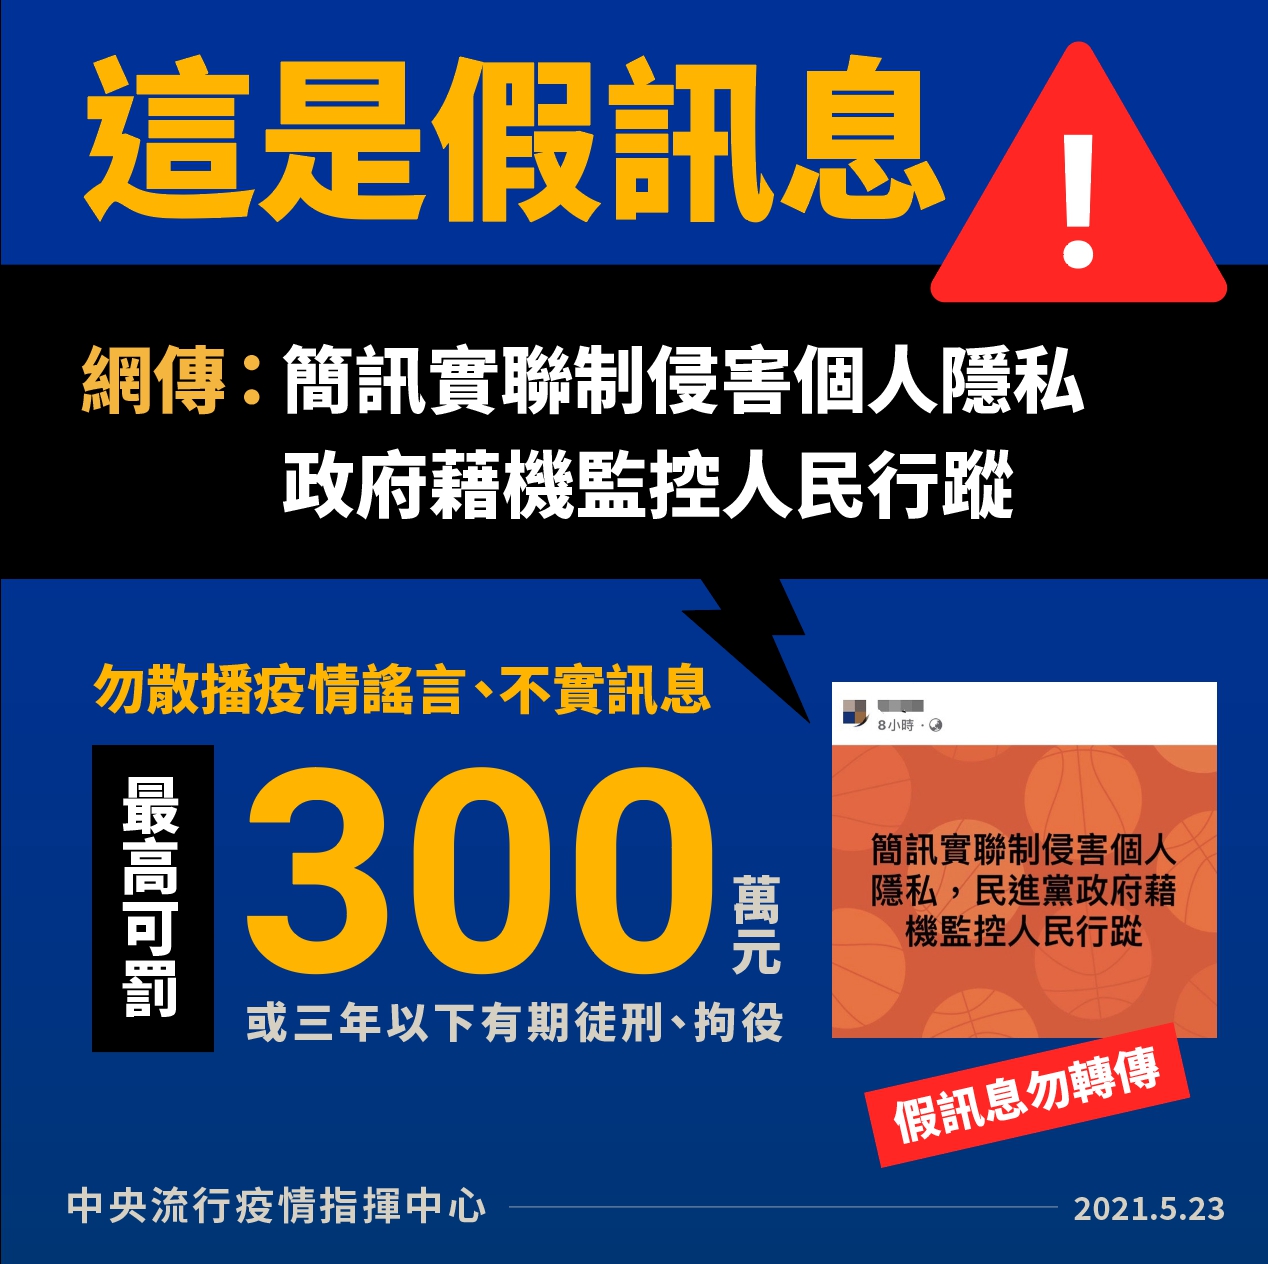 這是假訊息
!
網傳：簡訊實聯制侵害個人隱私
政府藉機監控人民行蹤
勿散播疫情謠言、不實訊息
最高可罰
300萬元
或三年以下有期徒刑、拘役
8小時 ·
簡訊實聯制侵害個人
隱私，民進黨政府藉
機監控人民行蹤
假訊息勿轉傳
中央流行疫情指揮中心
2021.5.23